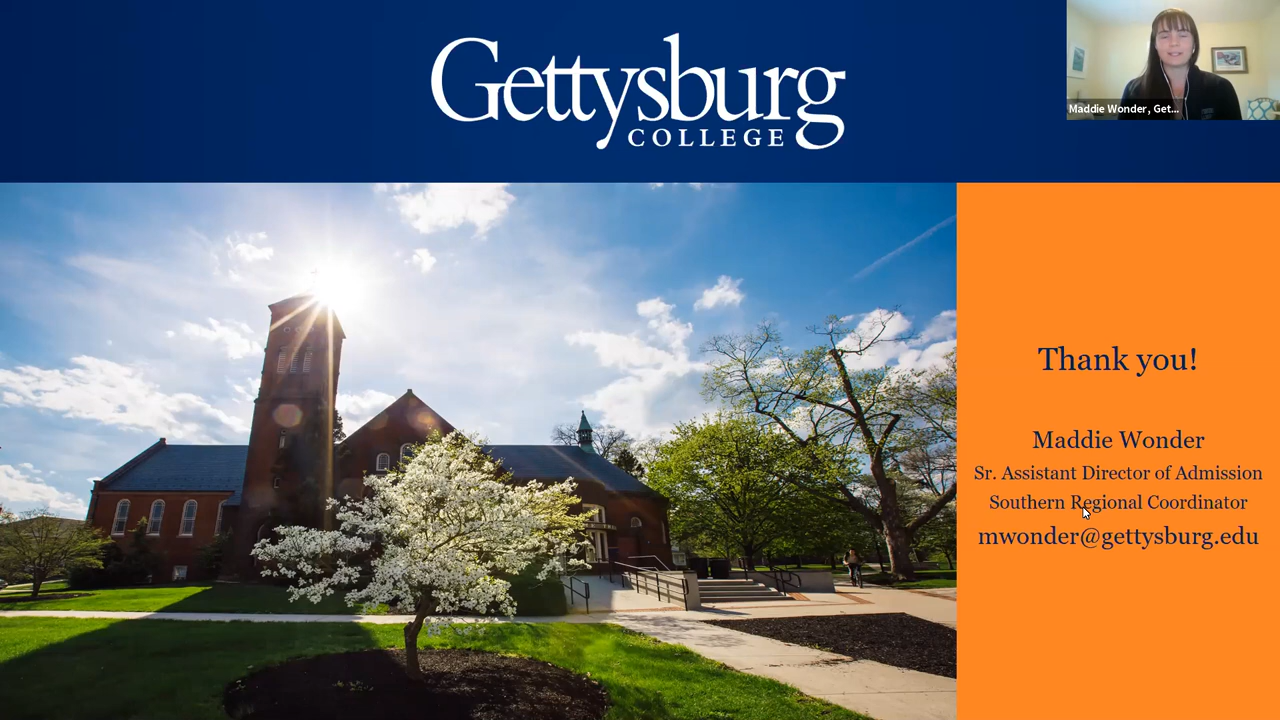 Gettysburg
COLLEGE
Maddie Wonder, Get...
Thank you!
Maddie Wonder
Sr. Assistant Director of Admission
Southern Regional Coordinator
mwonder@gettysburg.edu